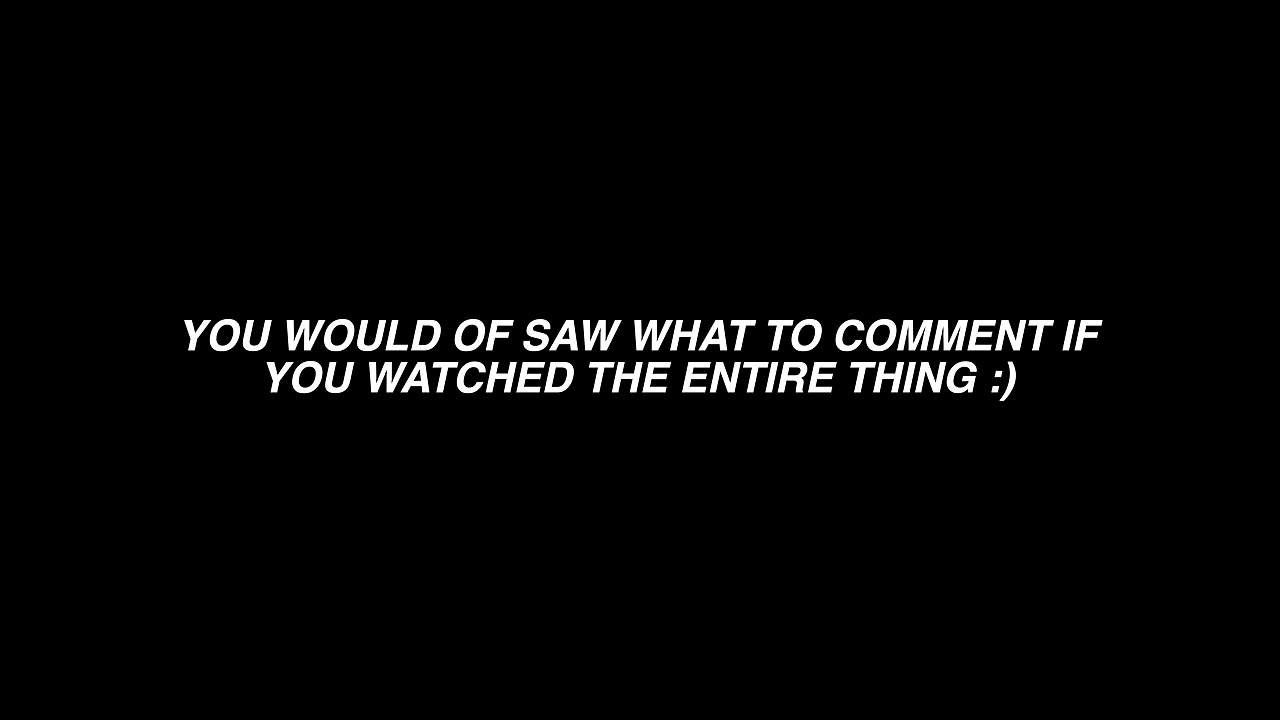 YOU WOULD OF SAW WHAT TO COMMENT IF
YOU WATCHED THE ENTIRE THING :)